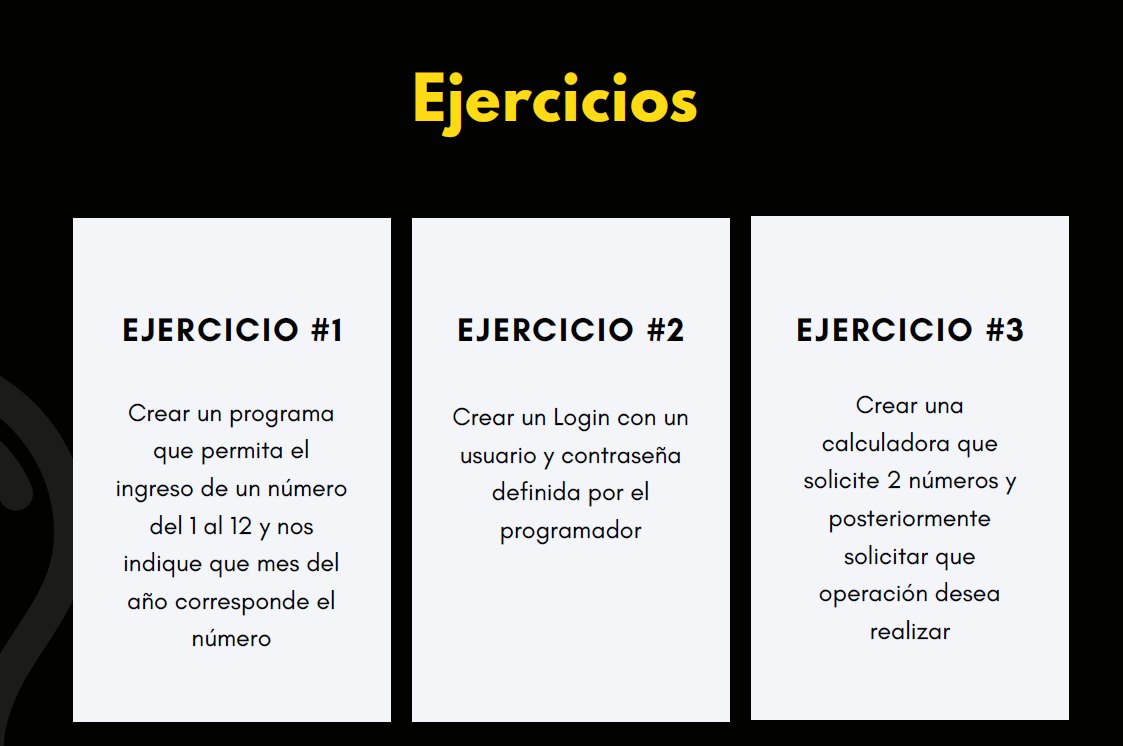 Ejercicios
EJERCICIO #1
Crear un programa
que permita el
ingreso de un número
del 1 al 12 y nos
indique que mes del
año corresponde el
número
EJERCICIO #2
Crear un Login con un
usuario y contraseña
definida por el
programador
EJERCICIO #3
Crear una
calculadora que
solicite 2 números y
posteriormente
solicitar que
operación desea
realizar